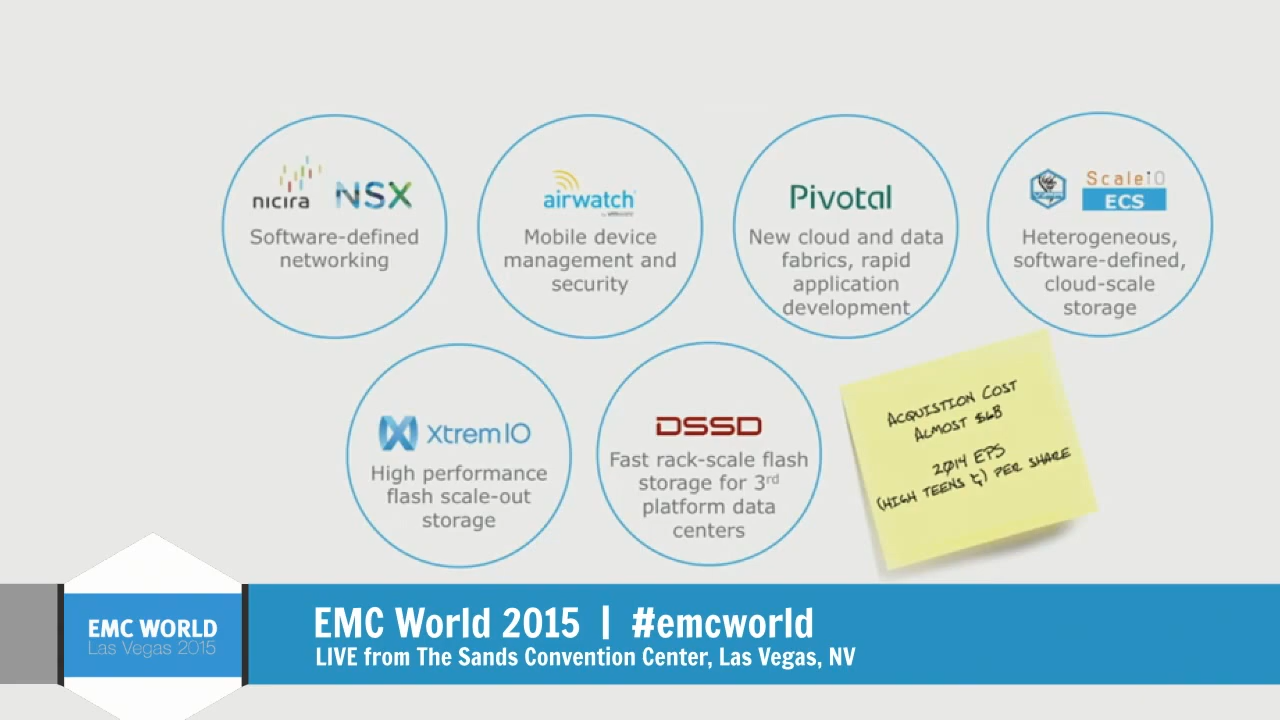 nicira NSX
Software-defined
networking
airwatch
by vmware
Mobile device
management and
security
Pivotal
New cloud and data
fabrics, rapid
application
development
ScaleIO
ECS
Heterogeneous,
software-defined,
cloud-scale
storage
XtremIO
High performance
flash scale-out
storage
DSSD
Fast rack-scale flash
storage for 3rd
platform data
centers
ACQUISTION COST
ALMOST $6B
2014 EPS
(HIGH TEENS ¢) PER SHARE
EMC WORLD
Las Vegas 2015
EMC World 2015 | #emcworld
LIVE from The Sands Convention Center, Las Vegas, NV